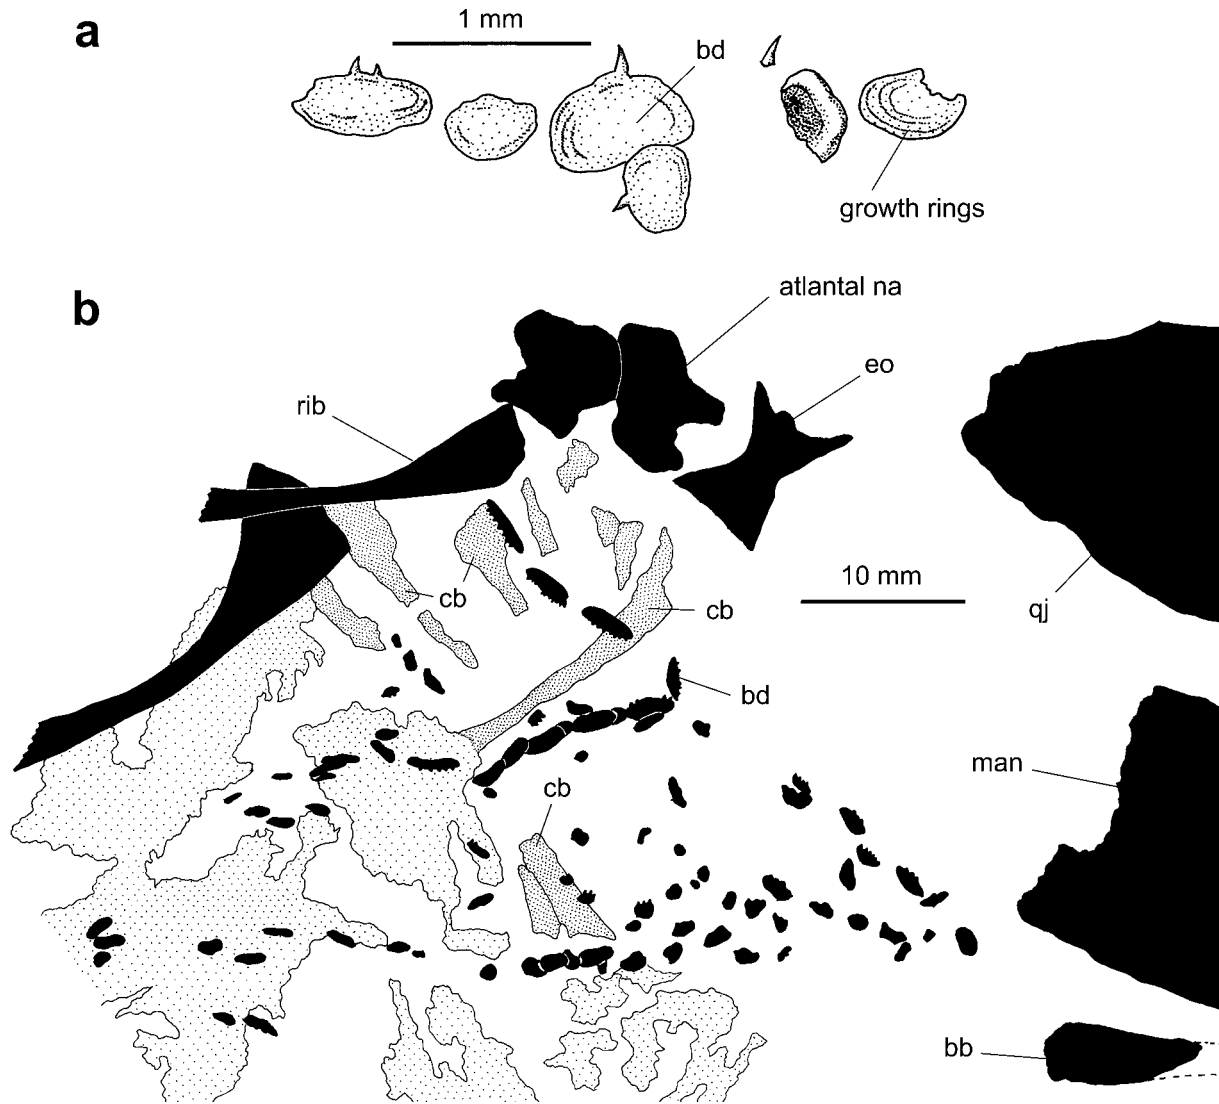 a
1 mm
bd
growth rings
b
atlantal na
eo
rib
10 mm
cb
cb
qj
bd
man
cb
bb